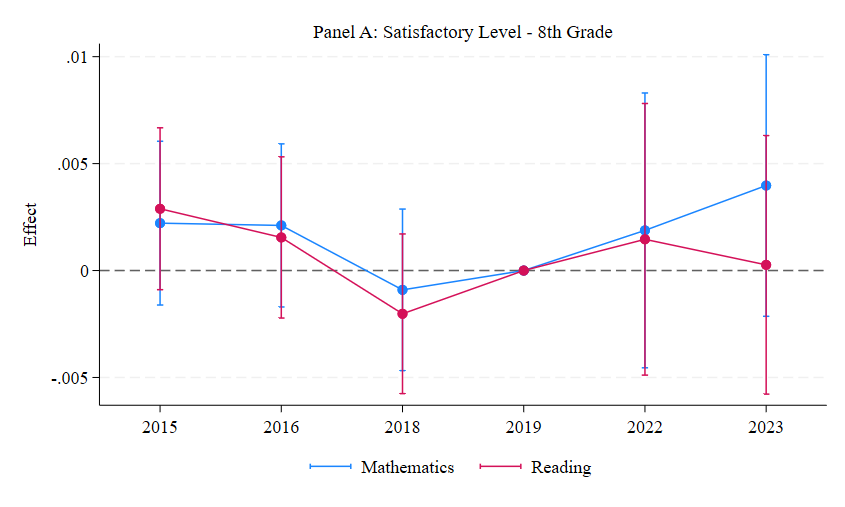 Panel A: Satisfactory Level - 8th Grade
.01
.005
0
-.005
Effect
2015 2016 2018 2019 2022 2023
Mathematics Reading